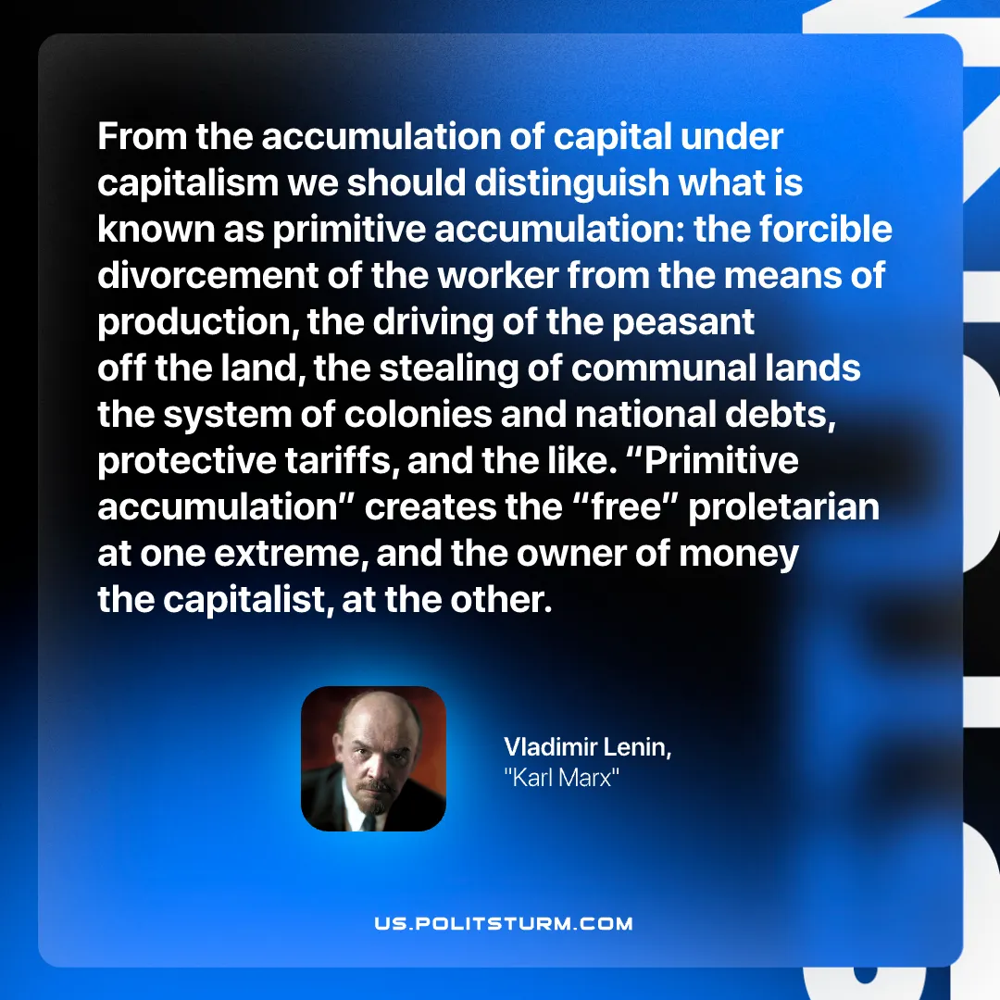 From the accumulation of capital under
capitalism we should distinguish what is
known as primitive accumulation: the forcible
divorcement of the worker from the means of
production, the driving of the peasant
off the land, the stealing of communal lands
the system of colonies and national debts,
protective tariffs, and the like. “Primitive
accumulation” creates the “free” proletarian
at one extreme, and the owner of money
the capitalist, at the other.
Vladimir Lenin,
"Karl Marx"
US.POLITSTURM.COM